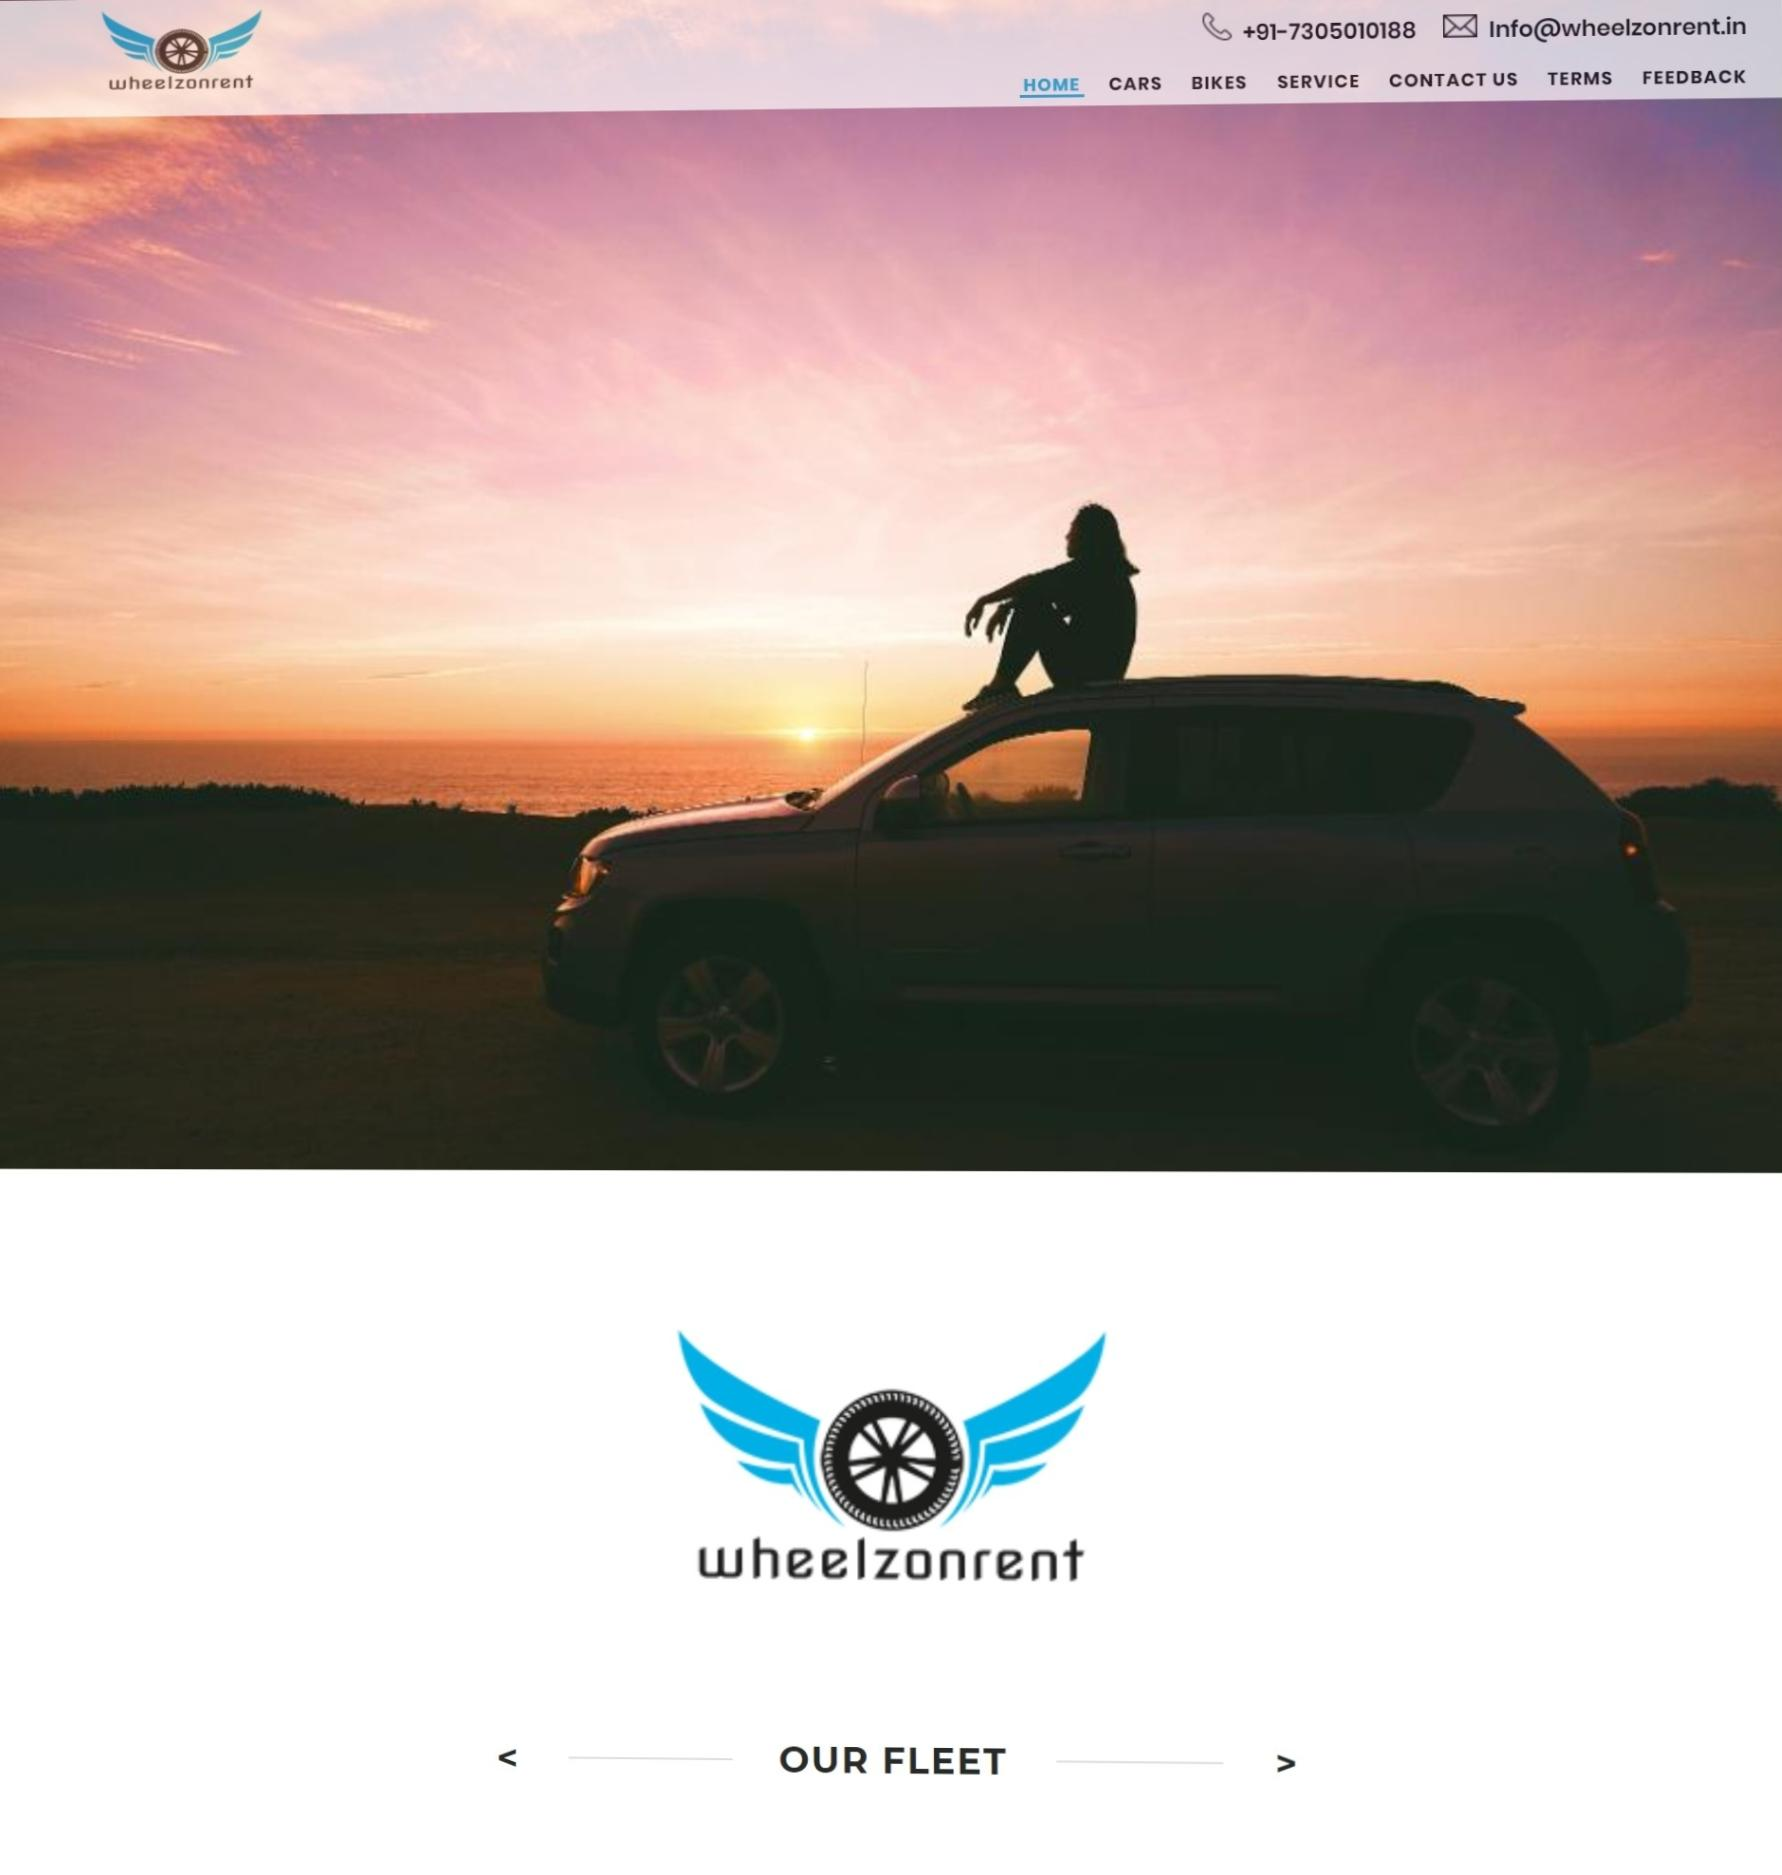 wheelzonrent
+91-7305010188 Info@wheelzonrent.in
HOME CARS BIKES SERVICE CONTACT US TERMS FEEDBACK
wheelzonrent
< OUR FLEET >